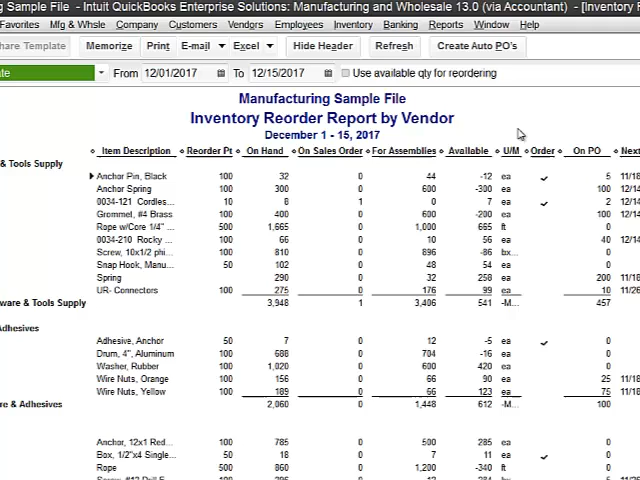 g Sample File - Intuit QuickBooks Enterprise Solutions: Manufacturing and Wholesale 13.0 (via Accountant) - [Inventory F
avorites Mfg & Whsle Company Customers Vendors Employees Inventory Banking Reports Window Help
hare Template Memorize Print E-mail Excel Hide Header Refresh Create Auto PO's
te From 12/01/2017 To 12/15/2017 Use available qty for reordering
Manufacturing Sample File
Inventory Reorder Report by Vendor
December 1 - 15, 2017
Item Description Reorder Pt On Hand On Sales Order For Assemblies Available U/M Order On PO Next
& Tools Supply
Anchor Pin, Black 100 32 0 44 -12 ea 5 11/18
Anchor Spring 100 300 0 600 -300 ea 100 12/14
0034-121 Cordles... 10 8 1 0 7 ea 2 12/14
Grommel, #4 Brass 100 400 0 600 -200 ea 100 12/14
Rope w/Core 1/4" ... 500 1,665 0 1,000 665 ft 0
0034-210 Rocky ... 100 66 0 10 56 ea 40 12/14
Screw, 10x1/2 phi... 100 810 0 896 -86 bx... 0
Snap Hook, Manu... 50 102 0 48 54 ea 0
Spring 290 0 32 258 ea 200 11/18
UR- Connectors 100 275 0 176 99 ea 10 11/26
ware & Tools Supply 3,948 1 3,406 541 -M... 457
Adhesives
Adhesive, Anchor 50 7 0 12 -5 ea 0
Drum, 4", Aluminum 100 688 0 704 -16 ea 0
Washer, Rubber 100 1,020 0 600 420 ea 0
Wire Nuts, Orange 100 156 0 66 90 ea 25 11/18
Wire Nuts, Yellow 100 189 0 66 123 ea 75 11/18
re & Adhesives 2,060 0 1,448 612 -M... 100
Anchor, 12x1 Red... 100 785 0 500 285 ea 0
Box, 1/2"x4 Single... 50 18 0 7 11 ea 0
Rope 500 860 0 1,200 -340 ft 0